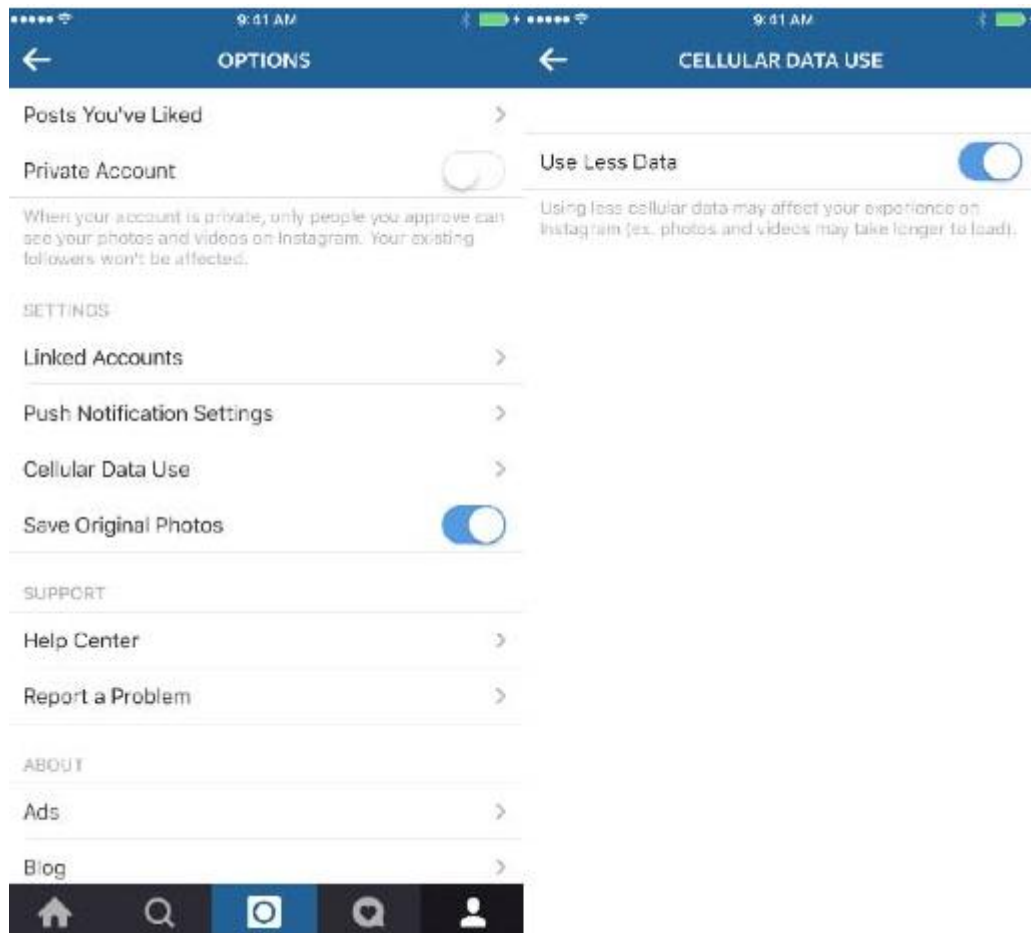 9:41 AM
OPTIONS
Posts You've Liked
Private Account
When your account is private, only people you approve can
see your photos and videos on Instagram. Your existing
followers won't be affected.
SETTINGS
Linked Accounts
Push Notification Settings
Cellular Data Use
Save Original Photos
SUPPORT
Help Center
Report a Problem
ABOUT
Ads
Blog
9:41 AM
CELLULAR DATA USE
Use Less Data
Using less cellular data may affect your experience on
Instagram (ex. photos and videos may take longer to load).